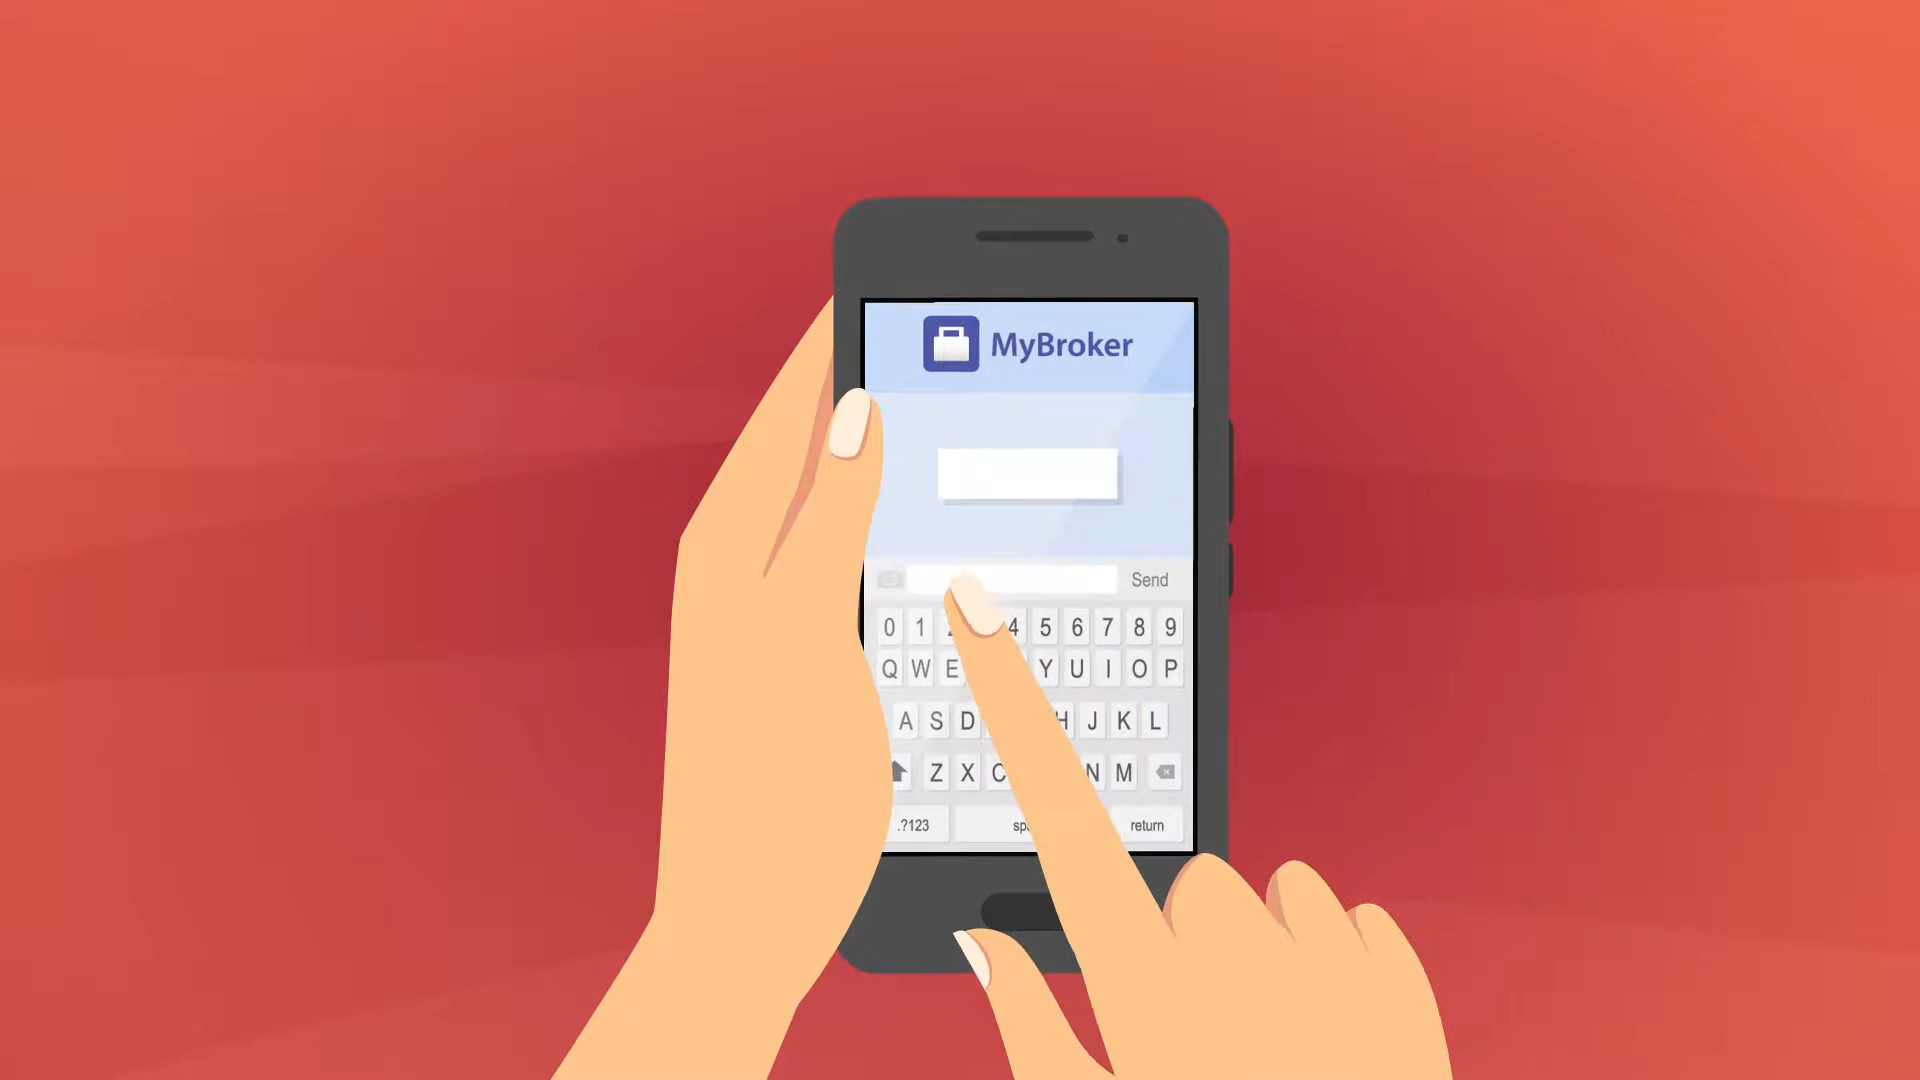 MyBroker
Send
0 1 4 5 6 7 8 9
Q W E Y U I O P
A S D H J K L
Z X C N M
.?123 return